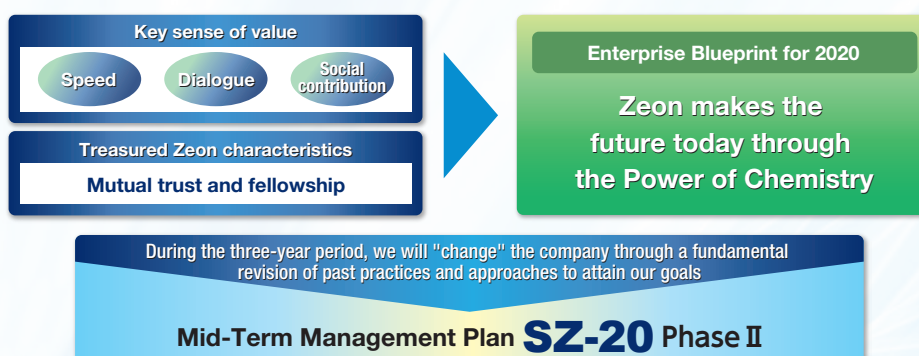 Key sense of value
Speed
Dialogue
Social
contribution
Treasured Zeon characteristics
Mutual trust and fellowship
Enterprise Blueprint for 2020
Zeon makes the
future today through
the Power of Chemistry
During the three-year period, we will "change" the company through a fundamental
revision of past practices and approaches to attain our goals
Mid-Term Management Plan SZ-20 Phase II